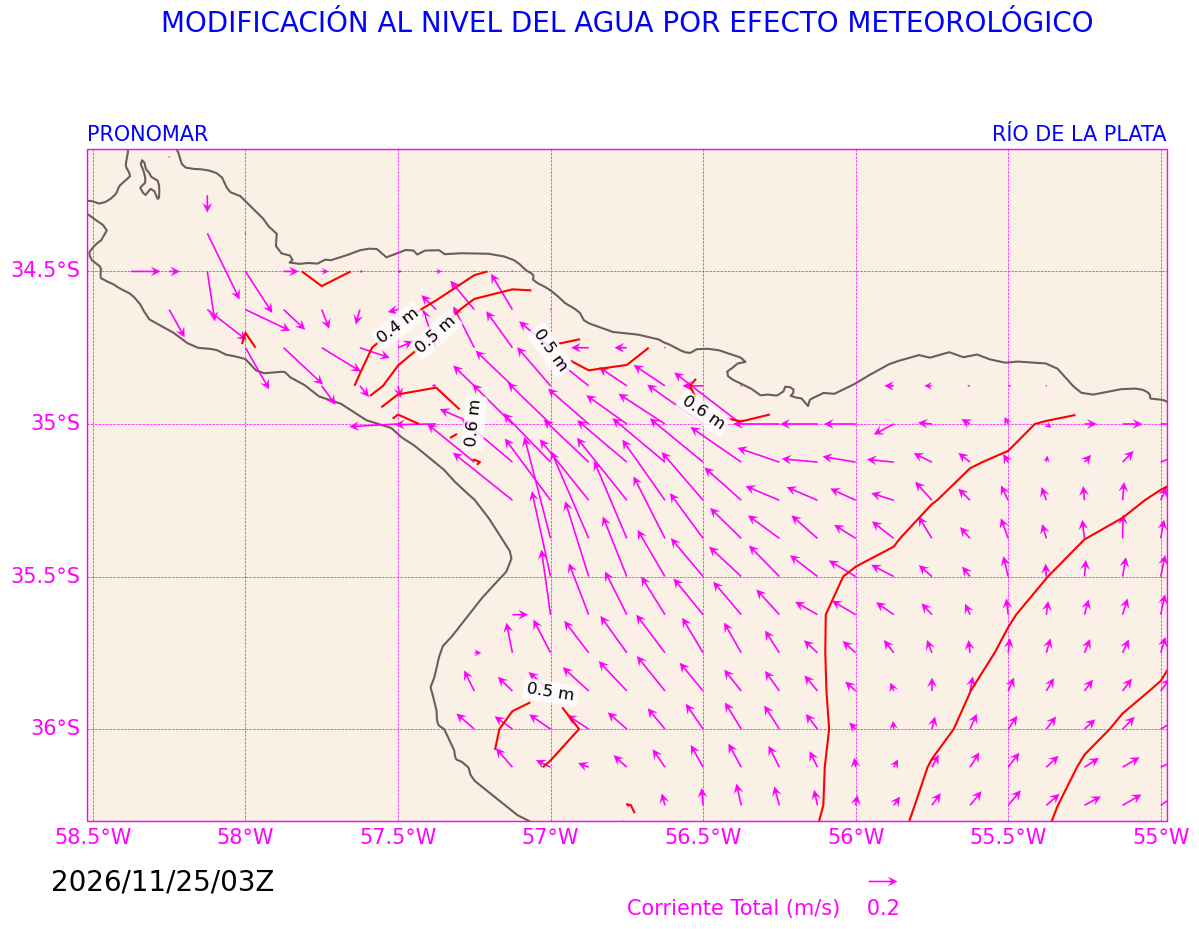 MODIFICACIÓN AL NIVEL DEL AGUA POR EFECTO METEOROLÓGICO
PRONOMAR
RÍO DE LA PLATA
34.5°S
35°S
35.5°S
36°S
0.4 m
0.5 m
0.5 m
0.6 m
0.6 m
0.5 m
58.5°W
58°W
57.5°W
57°W
56.5°W
56°W
55.5°W
55°W
2026/11/25/03Z
Corriente Total (m/s)
0.2